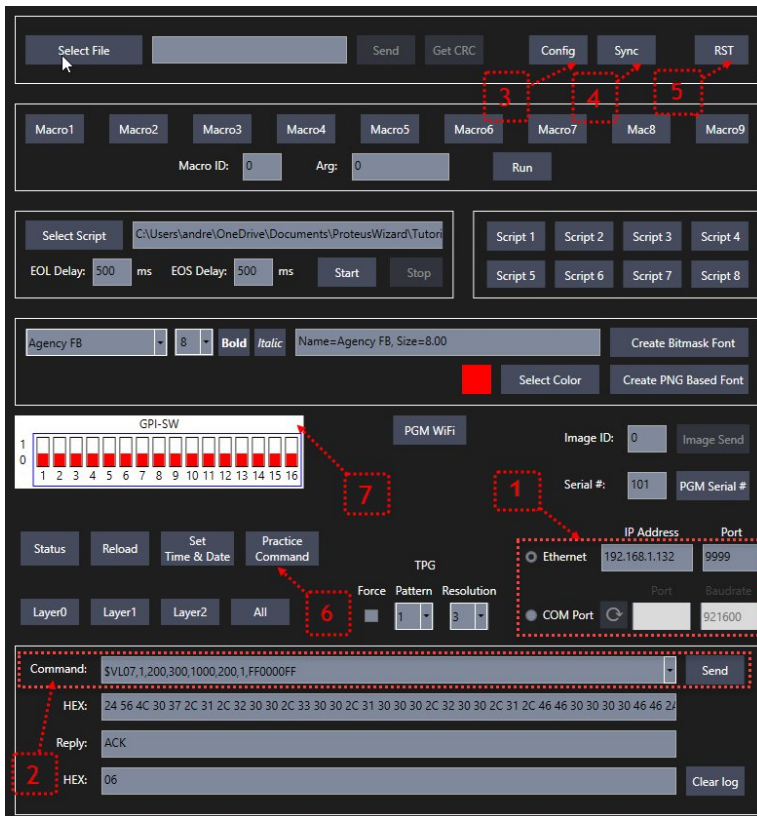 Select File Send Get CRC Config Sync RST
3 4 5
Macro1 Macro2 Macro3 Macro4 Macro5 Macro6 Macro7 Mac8 Macro9
Macro ID: 0 Arg: 0 Run
Select Script C:\Users\andre\OneDrive\Documents\ProteusWizard\Tutori
EOL Delay: 500 ms EOS Delay: 500 ms Start Stop
Script 1 Script 2 Script 3 Script 4
Script 5 Script 6 Script 7 Script 8
Agency FB 8 Bold Italic Name=Agency FB, Size=8.00 Create Bitmask Font
Select Color Create PNG Based Font
GPI-SW
1
0
1 2 3 4 5 6 7 8 9 10 11 12 13 14 15 16
7
PGM WiFi
Image ID: 0 Image Send
Serial #: 101 PGM Serial #
1
Status Reload Set Time & Date Practice Command
6
Layer0 Layer1 Layer2 All
TPG
Force Pattern Resolution
1 3
IP Address Port
Ethernet 192.168.1.132 9999
Port Baudrate
COM Port 921600
Command: $VL07,1,200,300,1000,200,1,FF0000FF Send
HEX: 24 56 4C 30 37 2C 31 2C 32 30 30 2C 33 30 30 2C 31 30 30 30 2C 32 30 30 2C 31 2C 46 46 30 30 30 30 46 46 2A
Reply: ACK
2
HEX: 06 Clear log